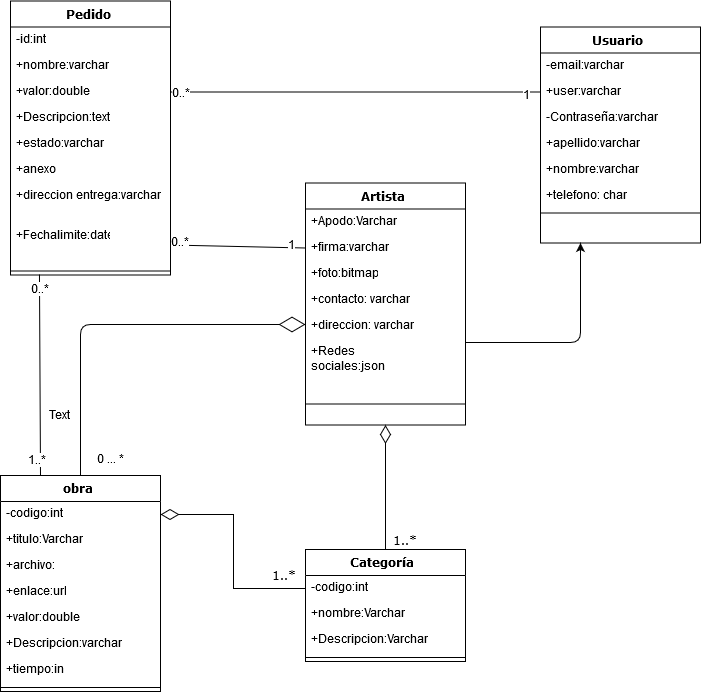 Pedido
-id:int
+nombre:varchar
+valor:double
+Descripcion:text
+estado:varchar
+anexo
+direccion entrega:varchar
+Fechalimite:date
0..*
1
Usuario
-email:varchar
+user:varchar
-Contraseña:varchar
+apellido:varchar
+nombre:varchar
+telefono: char
0..*
1
Artista
+Apodo:Varchar
+firma:varchar
+foto:bitmap
+contacto: varchar
+direccion: varchar
+Redes
sociales:json
0..*
Text
1..*
0 ... *
obra
-codigo:int
+titulo:Varchar
+archivo:
+enlace:url
+valor:double
+Descripcion:varchar
+tiempo:in
1..*
1..*
Categoría
-codigo:int
+nombre:Varchar
+Descripcion:Varchar